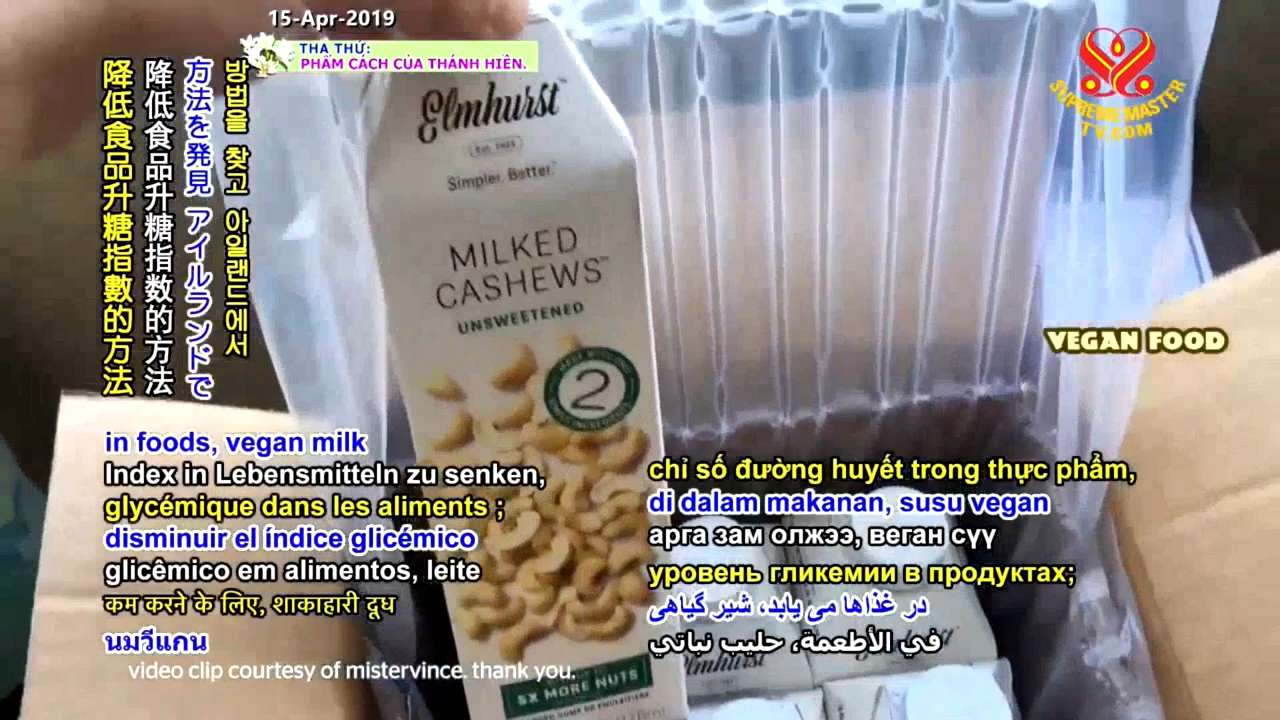 15-Apr-2019
THA THỨ:
PHẨM CÁCH CỦA THÁNH HIỀN.
SUPREME MASTER
TV.COM
방법을 찾고 아일랜드에서
方法を発見 アイルランドで
降低食品升糖指数的方法
降低食品升糖指數的方法
Elmhurst™
Simpler. Better.™
MILKED
CASHEWS™
UNSWEETENED
2
VEGAN FOOD
in foods, vegan milk
Index in Lebensmitteln zu senken,
glycémique dans les aliments ;
disminuir el índice glicémico
glicêmico em alimentos, leite
कम करने के लिए, शाकाहारी दूध
นมวีแกน
chỉ số đường huyết trong thực phẩm,
di dalam makanan, susu vegan
арга зам олжээ, веган сүү
уровень гликемии в продуктах;
در غذاها می یابد، شیر گیاهی
في الأطعمة، حليب نباتي
Elmhurst
5X MORE NUTS
video clip courtesy of mistervince. thank you.